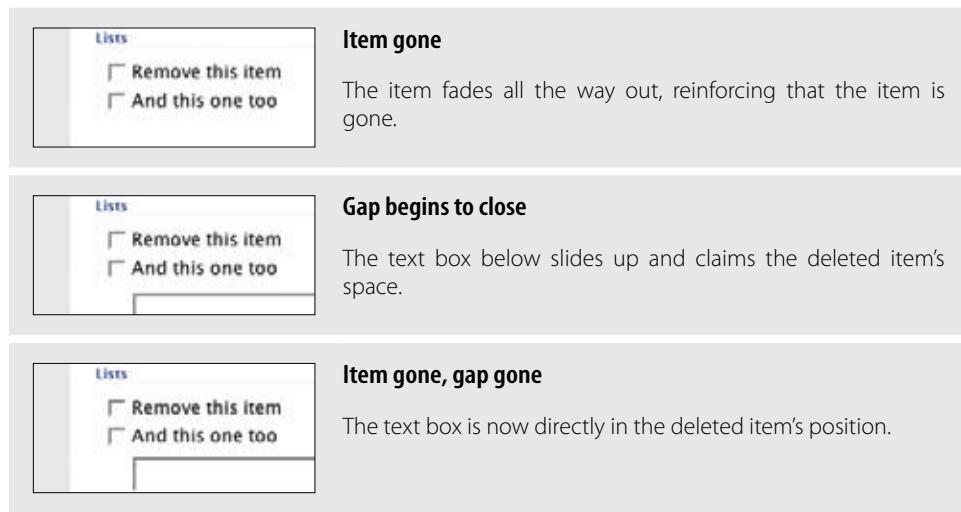 Lists
Remove this item
And this one too
Item gone
The item fades all the way out, reinforcing that the item is
gone.
Lists
Remove this item
And this one too
Gap begins to close
The text box below slides up and claims the deleted item's
space.
Lists
Remove this item
And this one too
Item gone, gap gone
The text box is now directly in the deleted item's position.